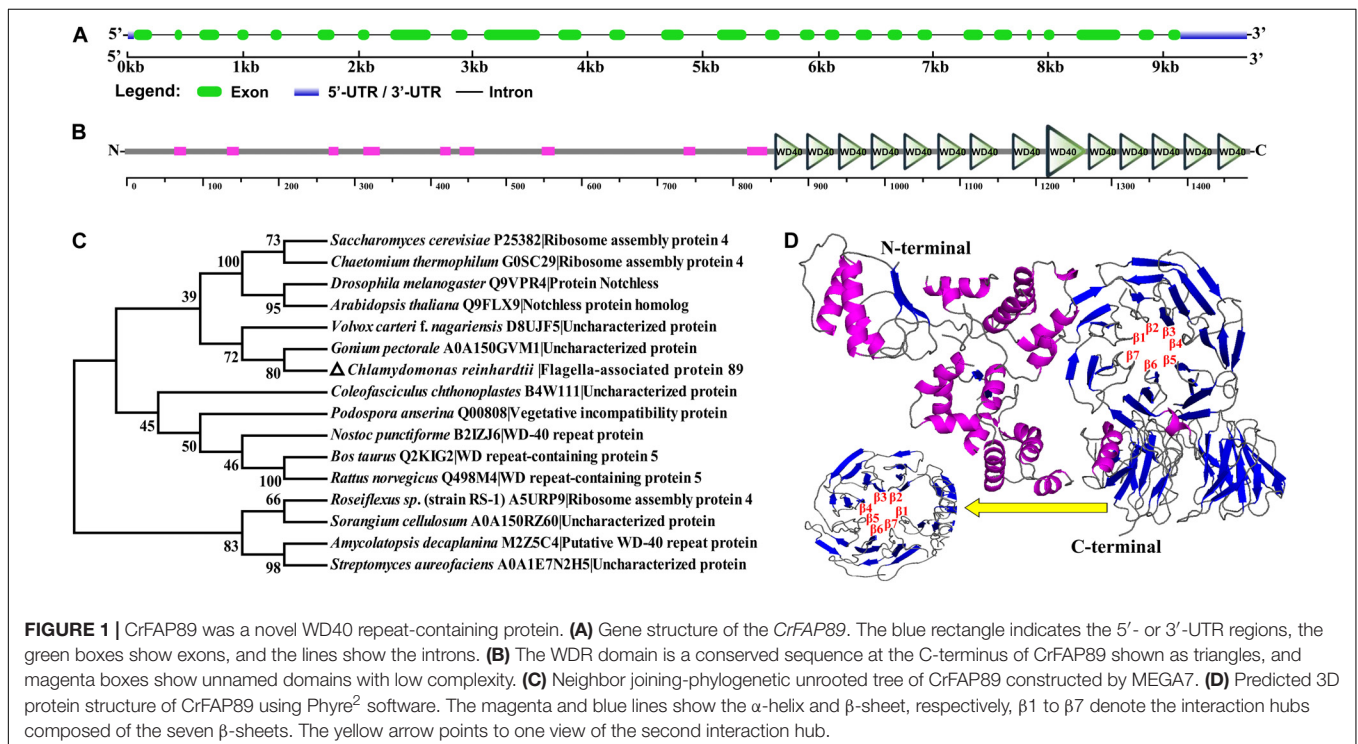 A
5’ -3’
5’ 3’
0kb 1kb 2kb 3kb 4kb 5kb 6kb 7kb 8kb 9kb
Legend: Exon 5’-UTR / 3’-UTR Intron
B
N WD40 WD40 WD40 WD40 WD40 WD40 WD40 WD40 WD40 WD40 WD40 WD40 WD40 WD40 -C
0 100 200 300 400 500 600 700 800 900 1000 1100 1200 1300 1400
C
73 Saccharomyces cerevisiae P25382|Ribosome assembly protein 4
100 Chaetomium thermophilum G0SC29|Ribosome assembly protein 4
39 Drosophila melanogaster Q9VPR4|Protein Notchless
95 Arabidopsis thaliana Q9FLX9|Notchless protein homolog
Volvox carteri f. nagariensis D8UJF5|Uncharacterized protein
72 Gonium pectorale A0A150GVM1|Uncharacterized protein
80 Chlamydomonas reinhardtii |Flagella-associated protein 89
Coleofasciculus chthonoplastes B4W111|Uncharacterized protein
45 Podospora anserina Q00808|Vegetative incompatibility protein
50 Nostoc punctiforme B2IZJ6|WD-40 repeat protein
46 Bos taurus Q2KIG2|WD repeat-containing protein 5
100 Rattus norvegicus Q498M4|WD repeat-containing protein 5
66 Roseiflexus sp. (strain RS-1) A5URP9|Ribosome assembly protein 4
Sorangium cellulosum A0A150RZ60|Uncharacterized protein
83 Amycolatopsis decaplanina M2Z5C4|Putative WD-40 repeat protein
98 Streptomyces aureofaciens A0A1E7N2H5|Uncharacterized protein
D
N-terminal
β1 β2 β3 β4 β5 β6 β7
β1 β2 β3 β4 β5 β6 β7
C-terminal
FIGURE 1 | CrFAP89 was a novel WD40 repeat-containing protein. (A) Gene structure of the CrFAP89. The blue rectangle indicates the 5′- or 3′-UTR regions, the
green boxes show exons, and the lines show the introns. (B) The WDR domain is a conserved sequence at the C-terminus of CrFAP89 shown as triangles, and
magenta boxes show unnamed domains with low complexity. (C) Neighbor joining-phylogenetic unrooted tree of CrFAP89 constructed by MEGA7. (D) Predicted 3D
protein structure of CrFAP89 using Phyre² software. The magenta and blue lines show the α-helix and β-sheet, respectively, β1 to β7 denote the interaction hubs
composed of the seven β-sheets. The yellow arrow points to one view of the second interaction hub.